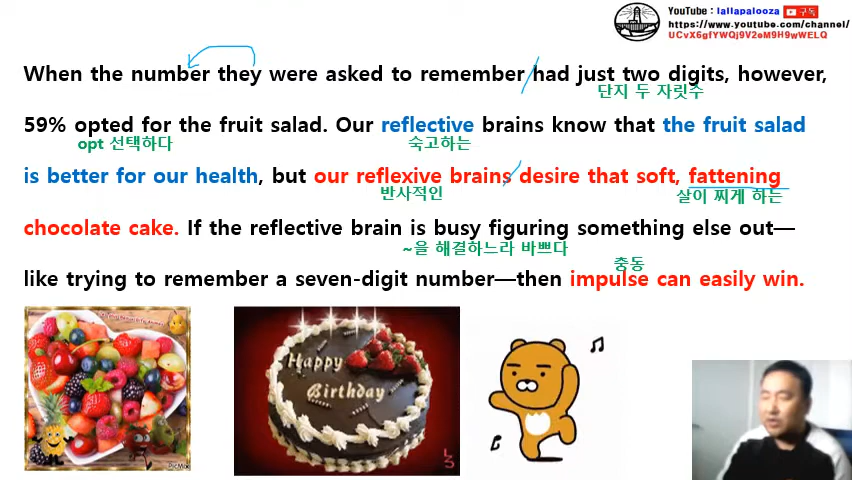 YouTube : lallapalooza 구독
https://www.youtube.com/channel/
UCvX6gfYWQj9V2eM9H9wWELQ
When the number they were asked to remember had just two digits, however,
단지 두 자릿수
59% opted for the fruit salad. Our reflective brains know that the fruit salad
opt 선택하다 숙고하는
is better for our health, but our reflexive brains desire that soft, fattening
반사적인 살이 찌게 하는
chocolate cake. If the reflective brain is busy figuring something else out—
~을 해결하느라 바쁘다
충동
like trying to remember a seven-digit number—then impulse can easily win.
Happy
Birthday
PicMix